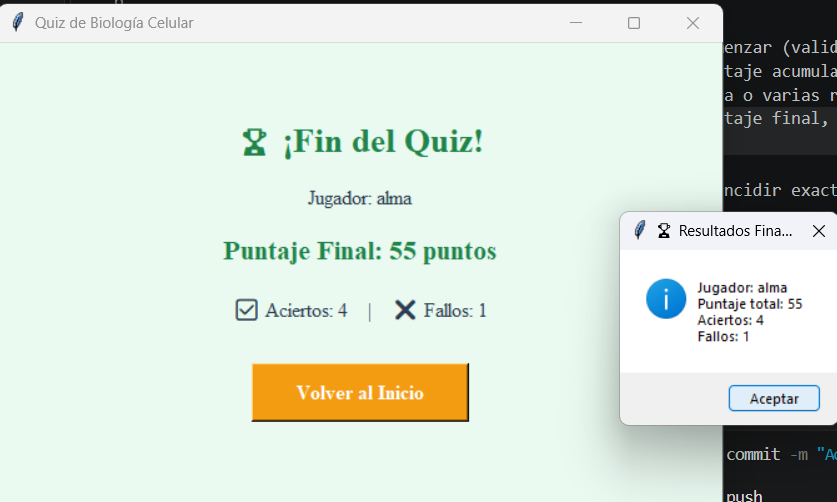 Quiz de Biología Celular
¡Fin del Quiz!
Jugador: alma
Puntaje Final: 55 puntos
Aciertos: 4 | Fallos: 1
Volver al Inicio
Resultados Fina...
Jugador: alma
Puntaje total: 55
Aciertos: 4
Fallos: 1
Aceptar
enzar (valid
taje acumula
a o varias r
taje final,
ncidir exact
commit -m "Ac
push